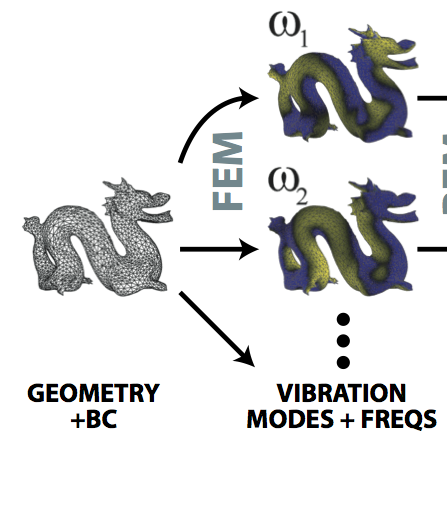 ω1
FEM
ω2
GEOMETRY
+BC
VIBRATION
MODES + FREQS